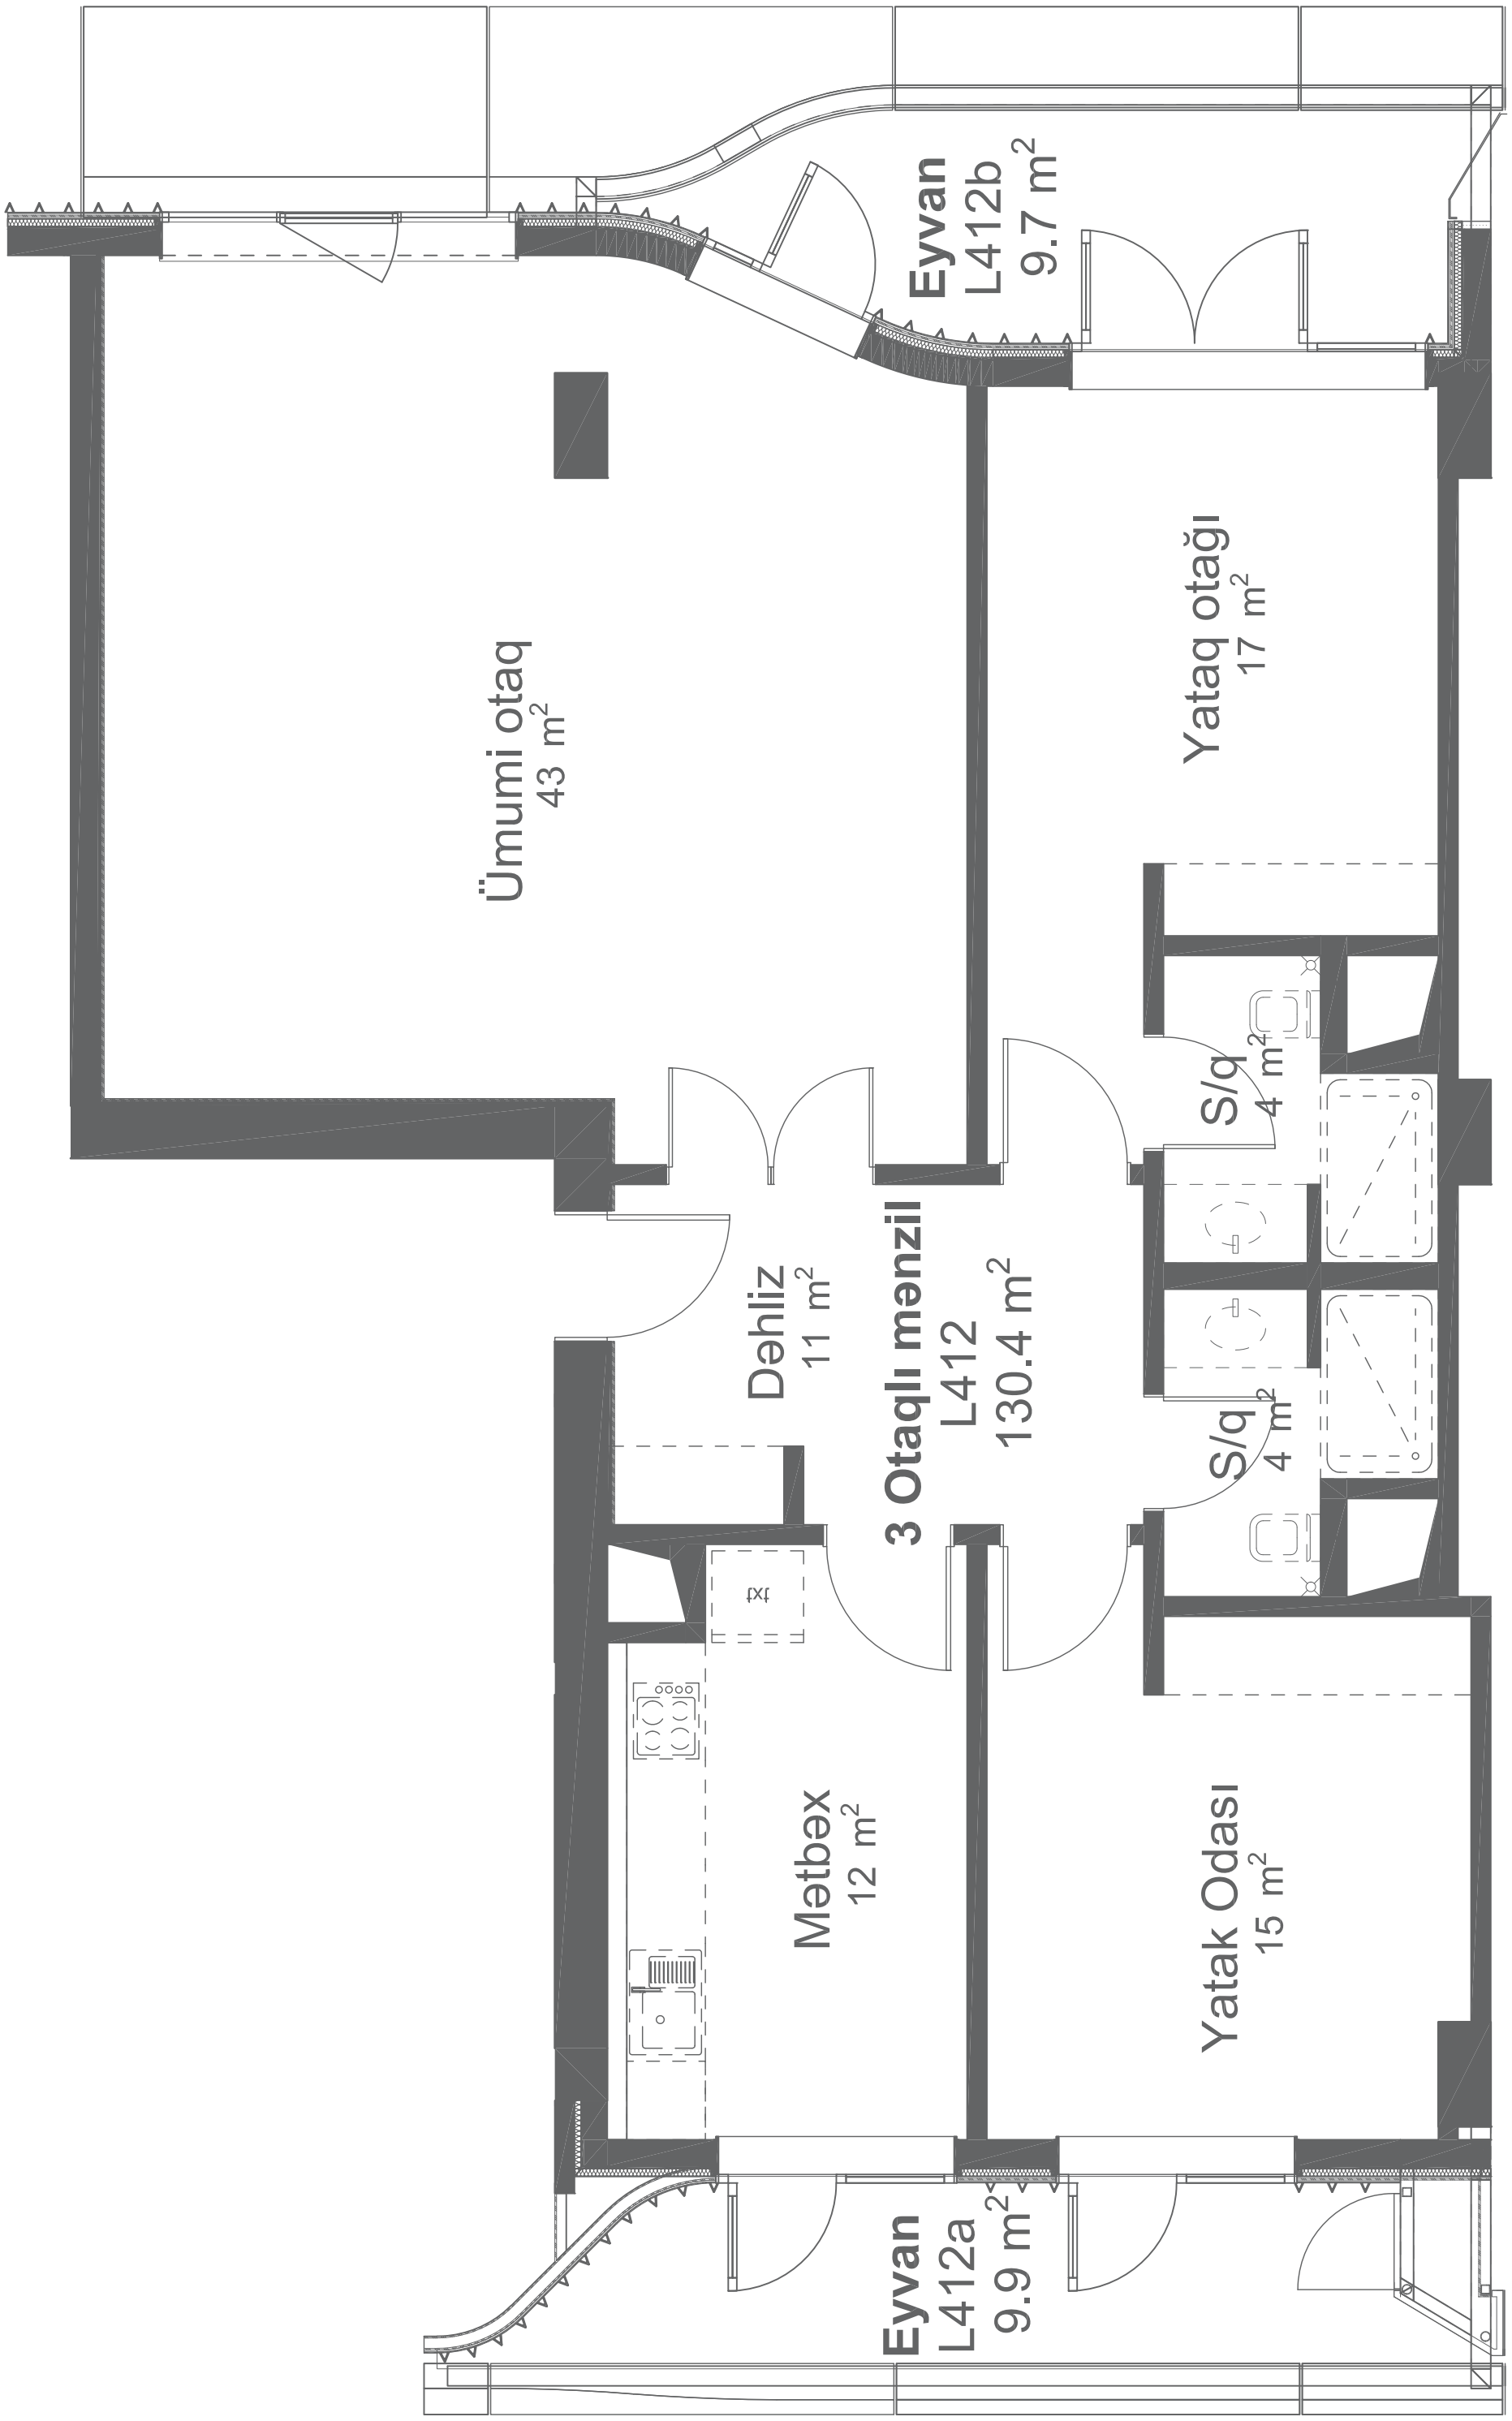 Eyvan
L412b
9.7 m²
Ümumi otaq
43 m²
Yataq otağı
17 m²
S/q
4 m²
Dəhliz
11 m²
3 Otaqlı mənzil
L412
130.4 m²
S/q
4 m²
Mətbəx
12 m²
Yatak Odası
15 m²
Eyvan
L412a
9.9 m²